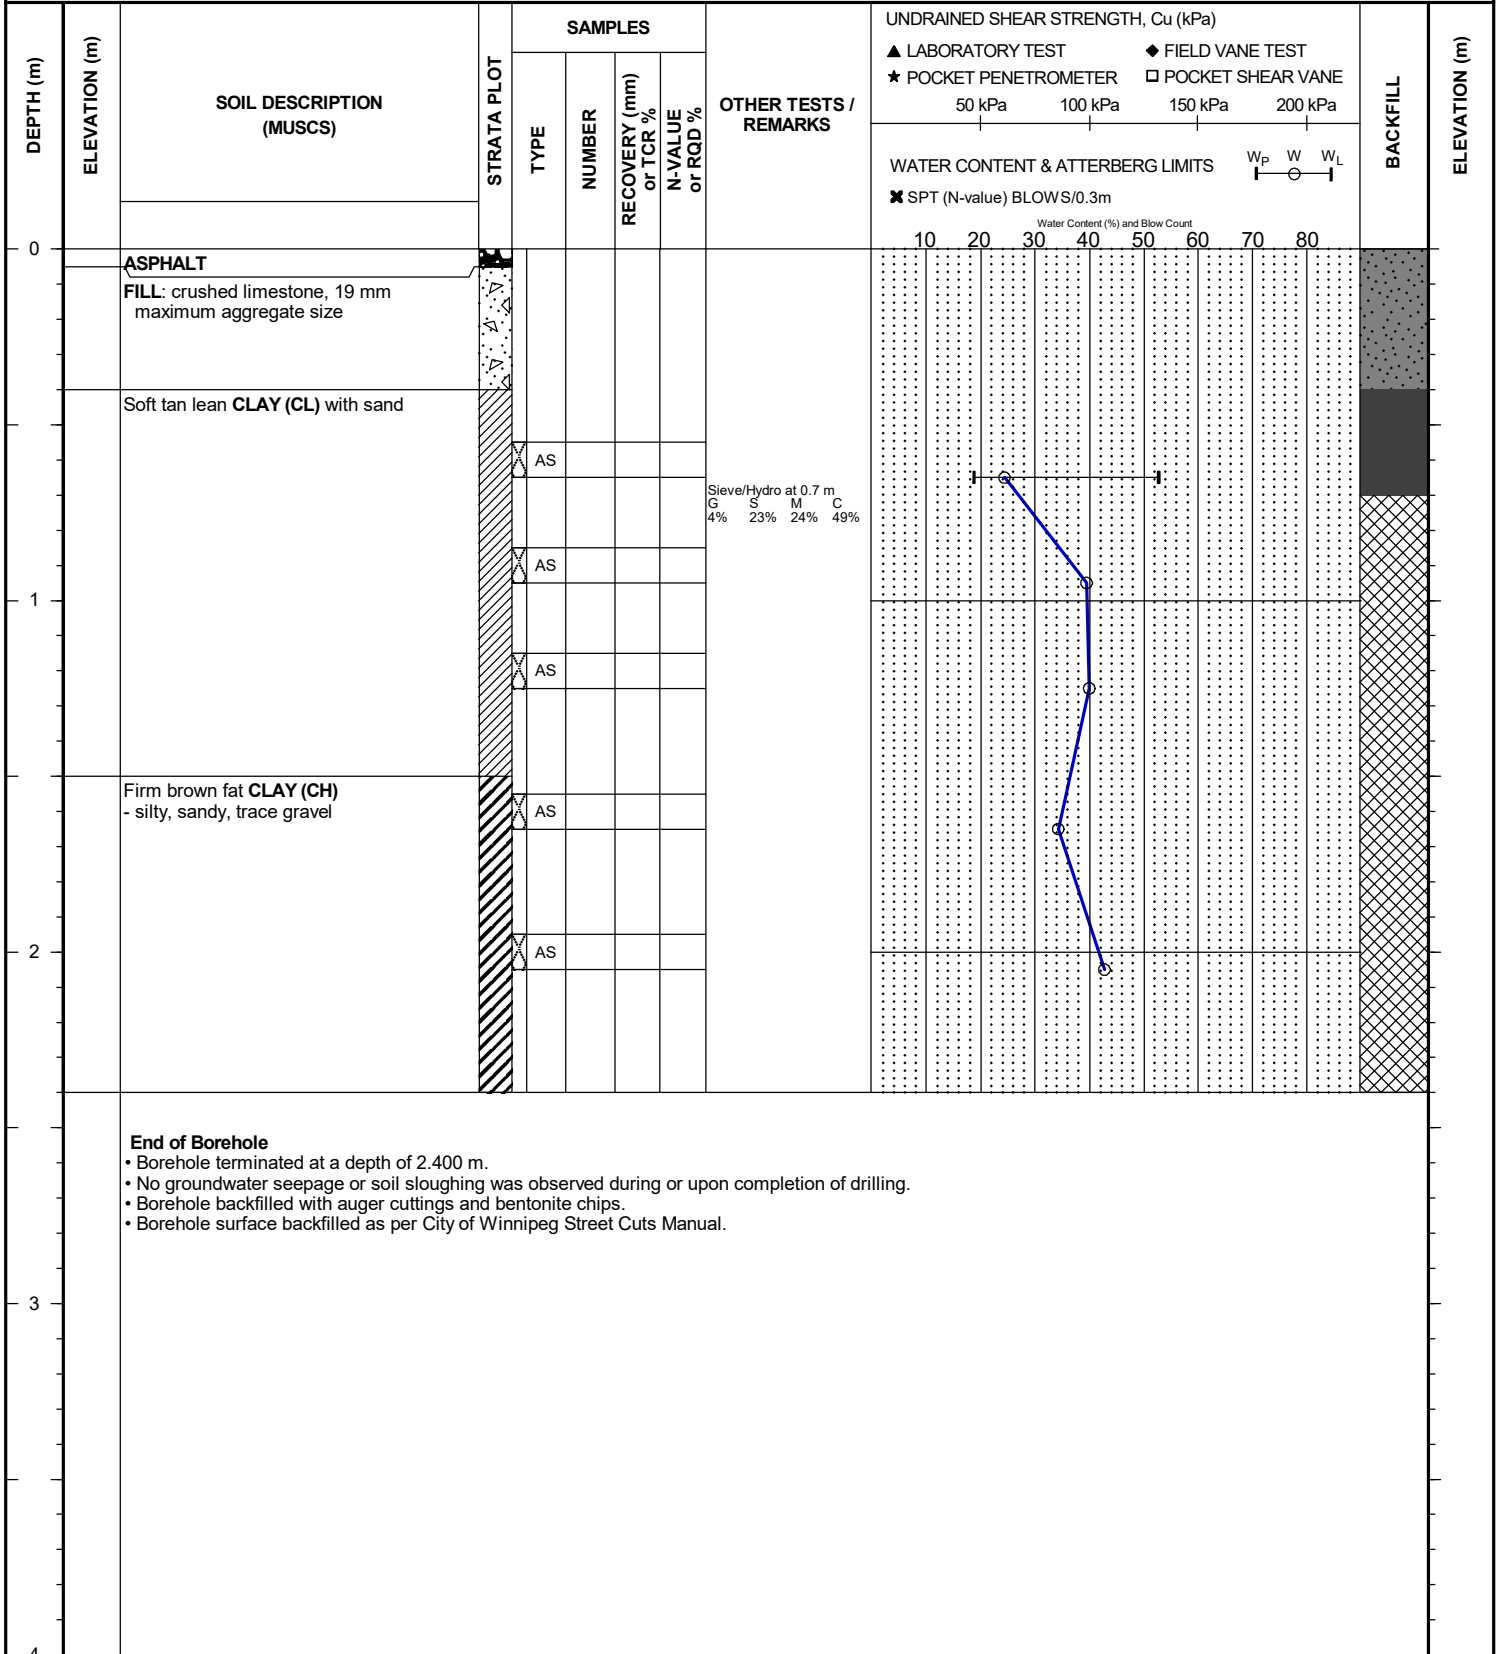 DEPTH (m)
ELEVATION (m)
SOIL DESCRIPTION
(MUSCS)
STRATA PLOT
SAMPLES
TYPE
NUMBER
RECOVERY (mm)
or TCR %
N-VALUE
or RQD %
OTHER TESTS /
REMARKS
UNDRAINED SHEAR STRENGTH, Cu (kPa)
▲ LABORATORY TEST ◆ FIELD VANE TEST
★ POCKET PENETROMETER □ POCKET SHEAR VANE
50 kPa 100 kPa 150 kPa 200 kPa
WATER CONTENT & ATTERBERG LIMITS WP W WL
✖ SPT (N-value) BLOWS/0.3m
Water Content (%) and Blow Count
10 20 30 40 50 60 70 80
BACKFILL
ELEVATION (m)
0
ASPHALT
FILL: crushed limestone, 19 mm
maximum aggregate size
Soft tan lean CLAY (CL) with sand
AS
Sieve/Hydro at 0.7 m
G S M C
4% 23% 24% 49%
AS
1
AS
Firm brown fat CLAY (CH)
- silty, sandy, trace gravel
AS
2
AS
End of Borehole
• Borehole terminated at a depth of 2.400 m.
• No groundwater seepage or soil sloughing was observed during or upon completion of drilling.
• Borehole backfilled with auger cuttings and bentonite chips.
• Borehole surface backfilled as per City of Winnipeg Street Cuts Manual.
3
4